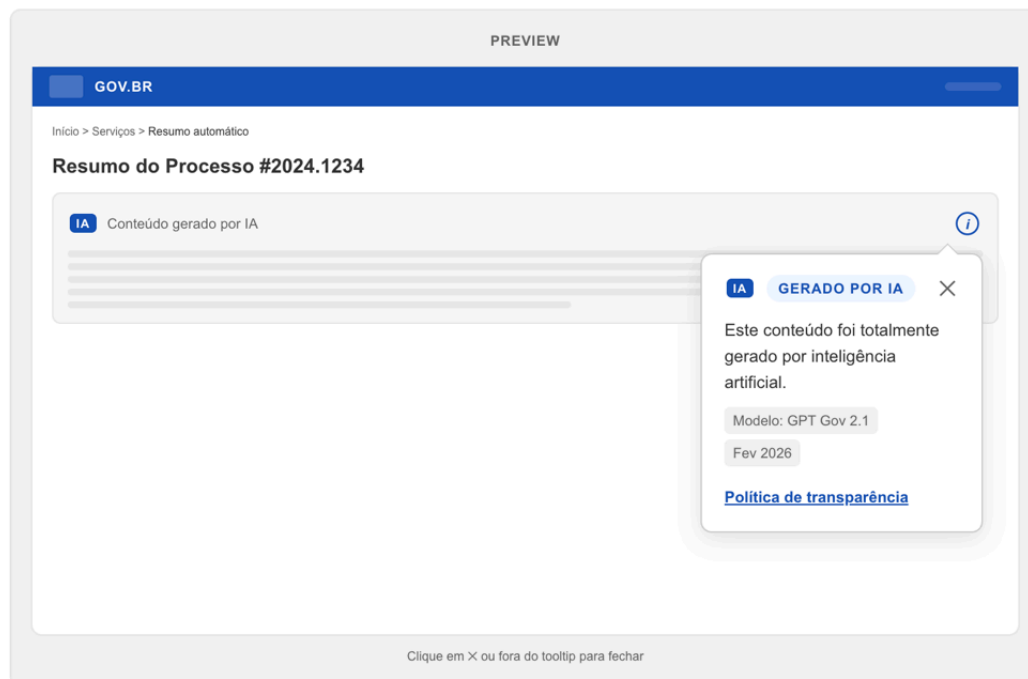 PREVIEW
GOV.BR
Início > Serviços > Resumo automático
Resumo do Processo #2024.1234
IA Conteúdo gerado por IA i
IA GERADO POR IA ×
Este conteúdo foi totalmente
gerado por inteligência
artificial.
Modelo: GPT Gov 2.1
Fev 2026
Política de transparência
Clique em × ou fora do tooltip para fechar